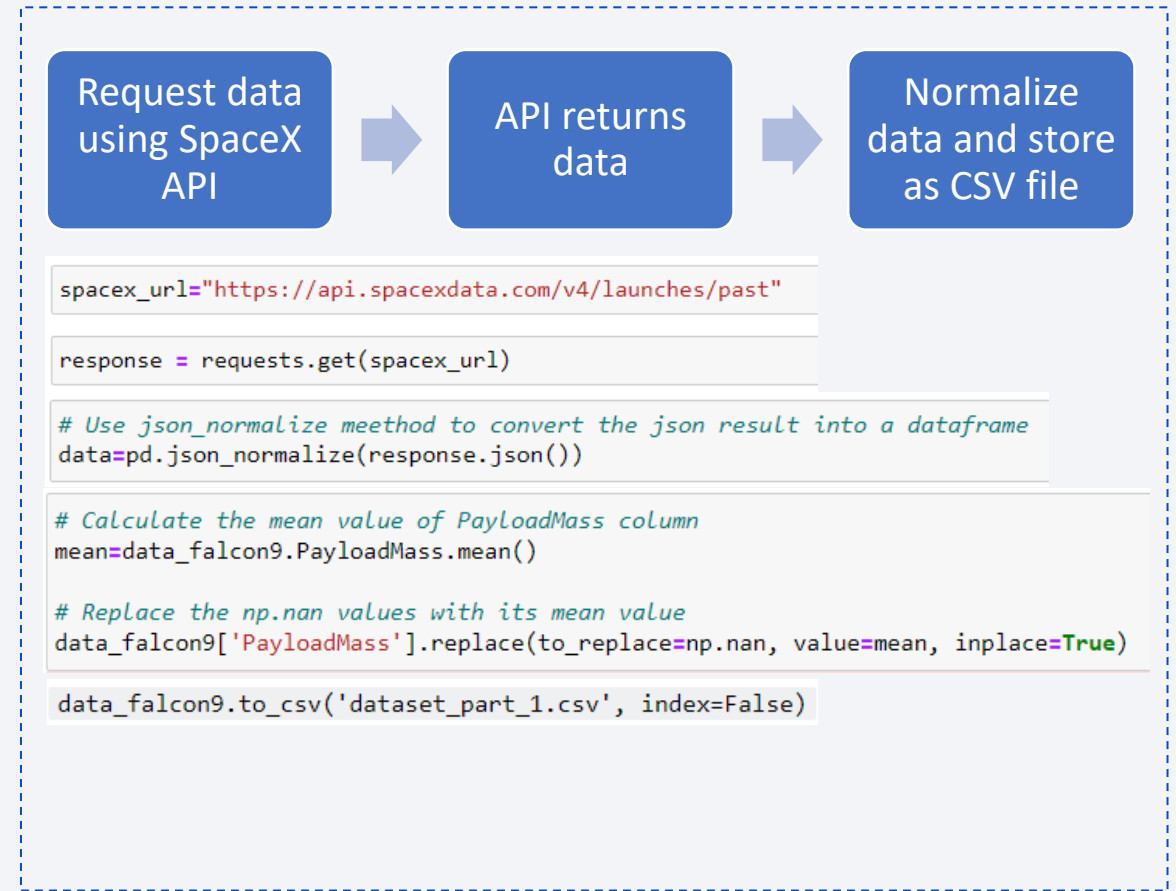 Request data
using SpaceX
API
API returns
data
Normalize
data and store
as CSV file
spacex_url="https://api.spacexdata.com/v4/launches/past"
response = requests.get(spacex_url)
# Use json_normalize meethod to convert the json result into a dataframe
data=pd.json_normalize(response.json())
# Calculate the mean value of PayloadMass column
mean=data_falcon9.PayloadMass.mean()
# Replace the np.nan values with its mean value
data_falcon9['PayloadMass'].replace(to_replace=np.nan, value=mean, inplace=True)
data_falcon9.to_csv('dataset_part_1.csv', index=False)